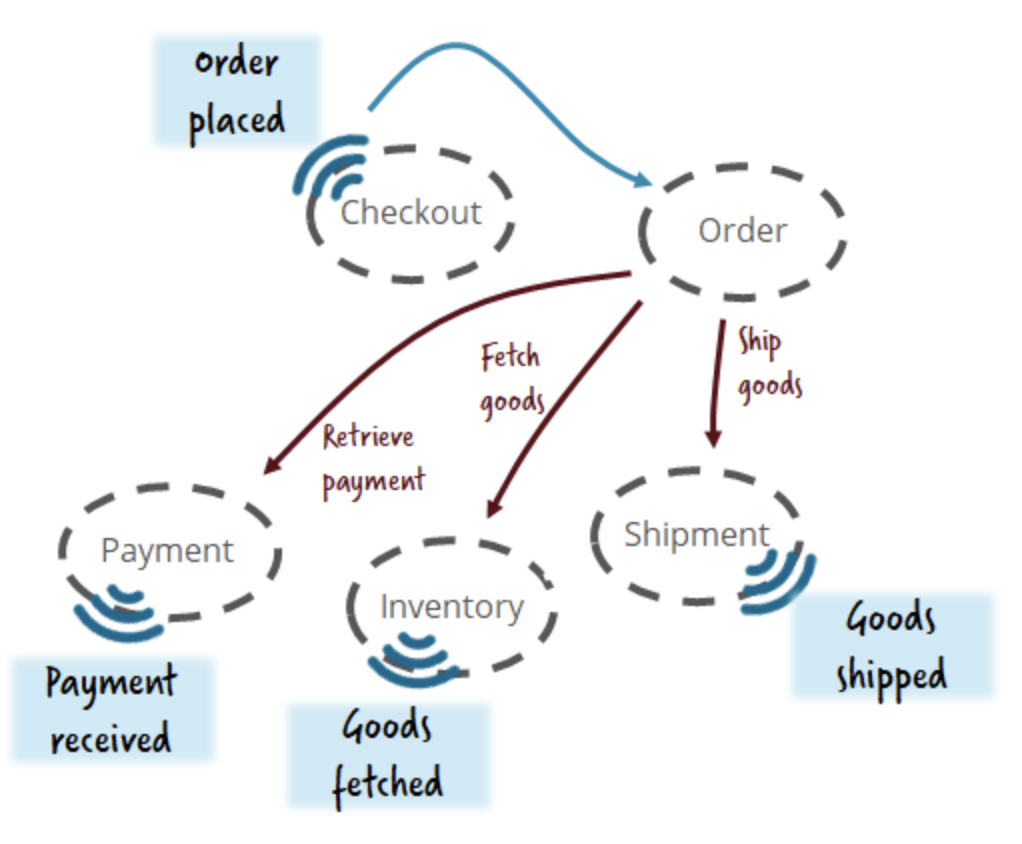 Order
placed
Checkout
Order
Fetch
goods
Ship
goods
Retrieve
payment
Payment
Inventory
Shipment
Payment
received
Goods
fetched
Goods
shipped